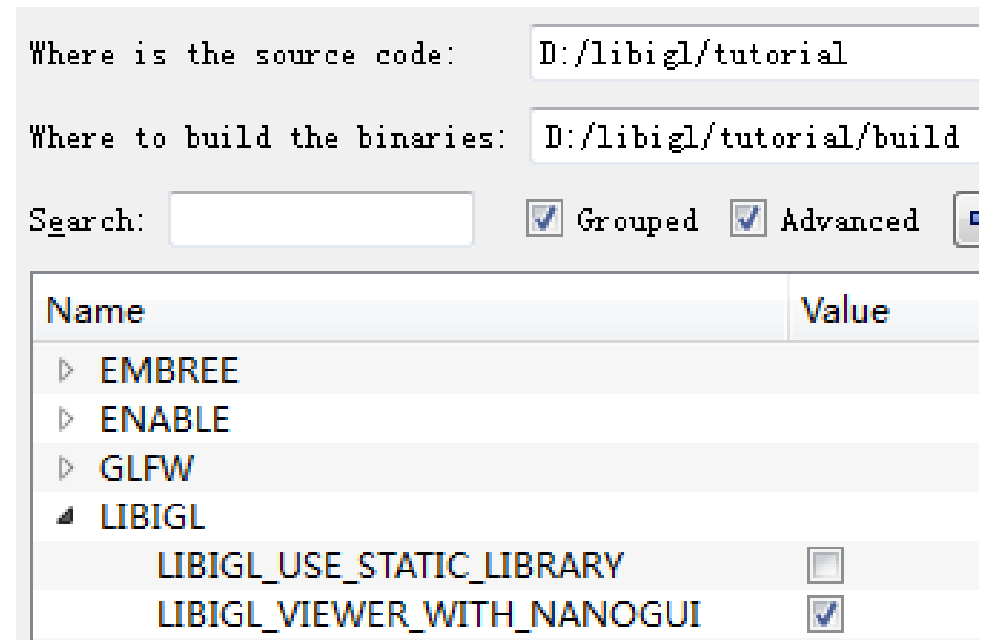 Where is the source code: D:/libigl/tutorial
Where to build the binaries: D:/libigl/tutorial/build
Search: Grouped Advanced
Name Value
EMBREE
ENABLE
GLFW
LIBIGL
LIBIGL_USE_STATIC_LIBRARY
LIBIGL_VIEWER_WITH_NANOGUI